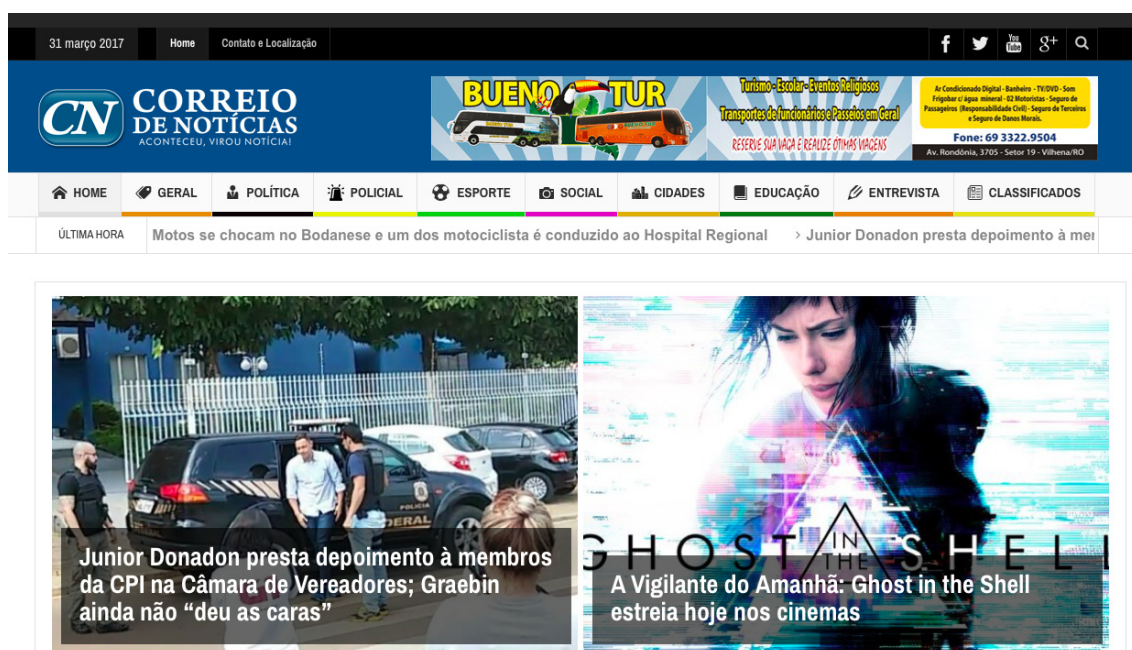 31 março 2017 Home Contato e Localização
CN CORREIO
DE NOTÍCIAS
ACONTECEU, VIROU NOTÍCIA!
BUENO TUR
Turismo - Escolar - Eventos Religiosos
Transportes de funcionários e Passeios em Geral
RESERVE SUA VAGA E REALIZE ÓTIMAS VIAGENS
Ar Condicionado Digital - Banheiro - TV/DVD - Som
Frigobar c/ água mineral - 02 Motoristas - Seguro de
Passageiros (Responsabilidade Civil) - Seguro de Terceiros
e Seguro de Danos Morais.
Fone: 69 3322.9504
Av. Rondônia, 3705 - Setor 19 - Vilhena/RO
HOME GERAL POLÍTICA POLICIAL ESPORTE SOCIAL CIDADES EDUCAÇÃO ENTREVISTA CLASSIFICADOS
ÚLTIMA HORA Motos se chocam no Bodanese e um dos motociclista é conduzido ao Hospital Regional > Junior Donadon presta depoimento à mer
POLICIA
FEDERAL
Junior Donadon presta depoimento à membros
da CPI na Câmara de Vereadores; Graebin
ainda não “deu as caras”
GHOST IN THE SHELL
A Vigilante do Amanhã: Ghost in the Shell
estreia hoje nos cinemas